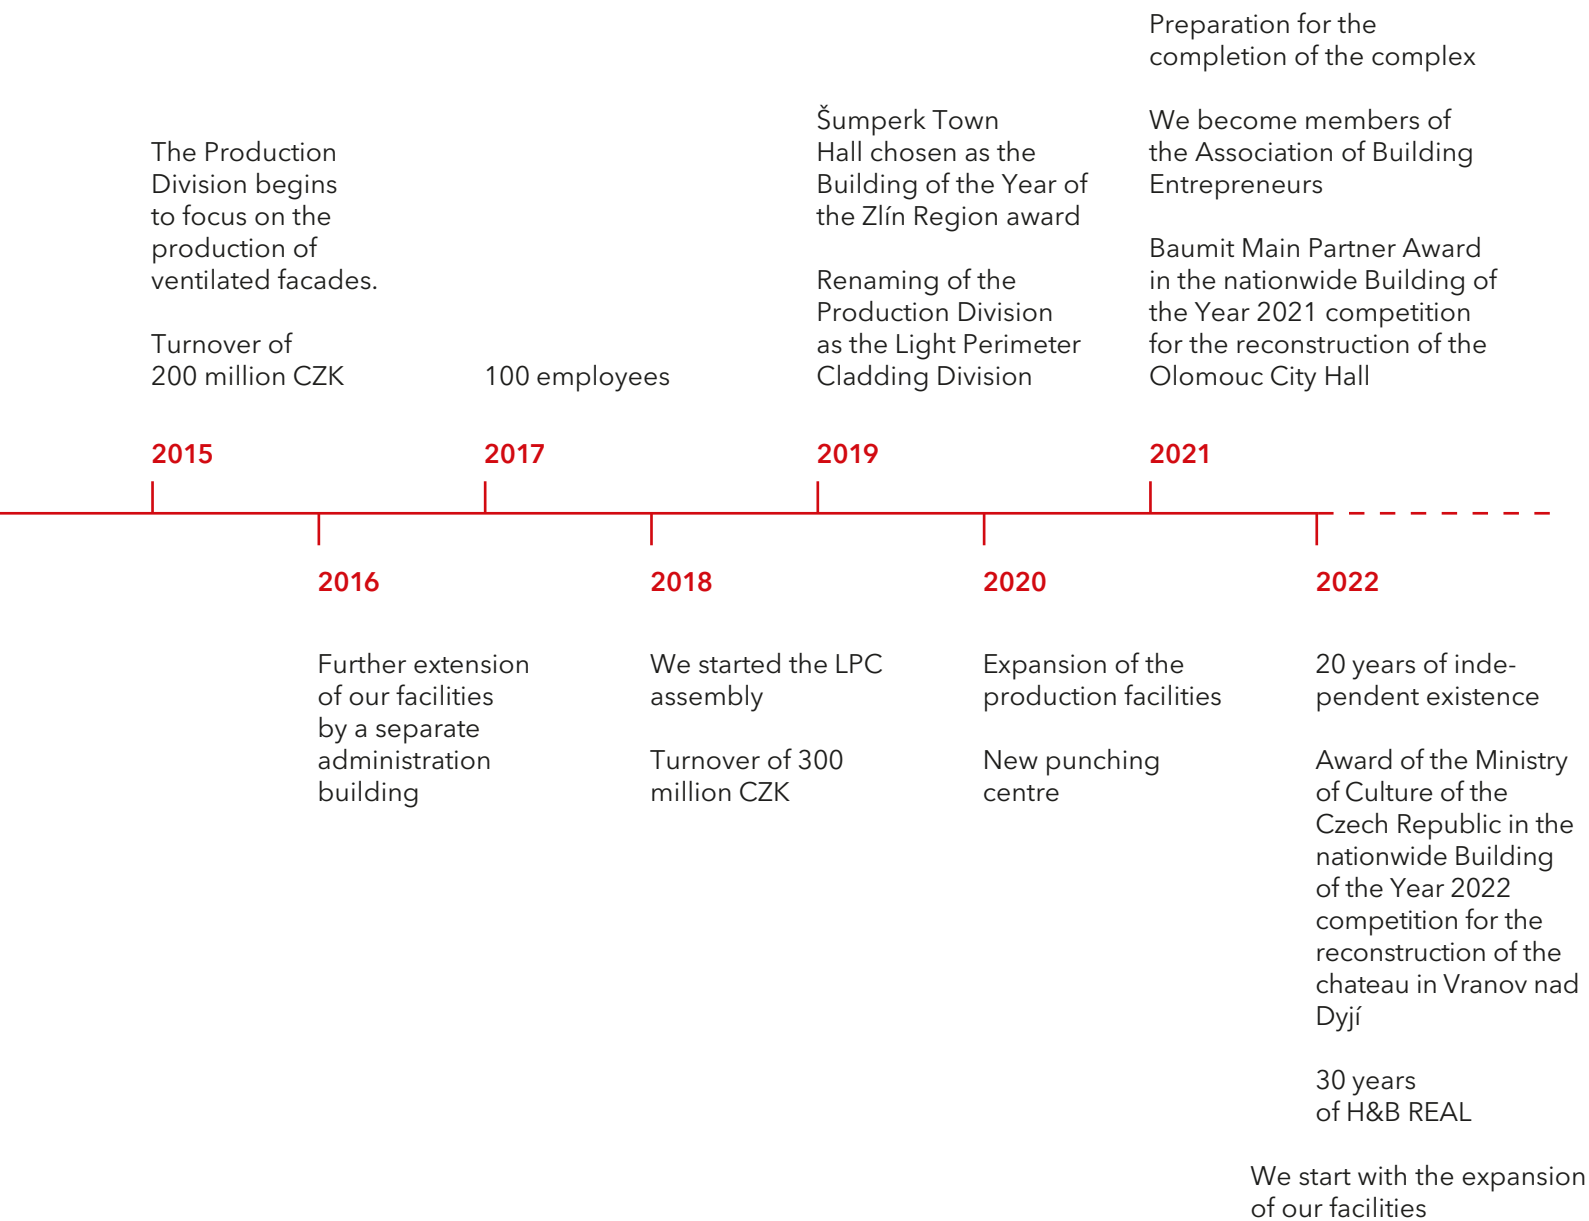 The Production
Division begins
to focus on the
production of
ventilated facades.
Turnover of
200 million CZK
2015
2016
Further extension
of our facilities
by a separate
administration
building
100 employees
2017
2018
We started the LPC
assembly
Turnover of 300
million CZK
Šumperk Town
Hall chosen as the
Building of the Year of
the Zlín Region award
Renaming of the
Production Division
as the Light Perimeter
Cladding Division
2019
2020
Expansion of the
production facilities
New punching
centre
Preparation for the
completion of the complex
We become members of
the Association of Building
Entrepreneurs
Baumit Main Partner Award
in the nationwide Building of
the Year 2021 competition
for the reconstruction of the
Olomouc City Hall
2021
2022
20 years of inde-
pendent existence
Award of the Ministry
of Culture of the
Czech Republic in the
nationwide Building
of the Year 2022
competition for the
reconstruction of the
chateau in Vranov nad
Dyjí
30 years
of H&B REAL
We start with the expansion
of our facilities